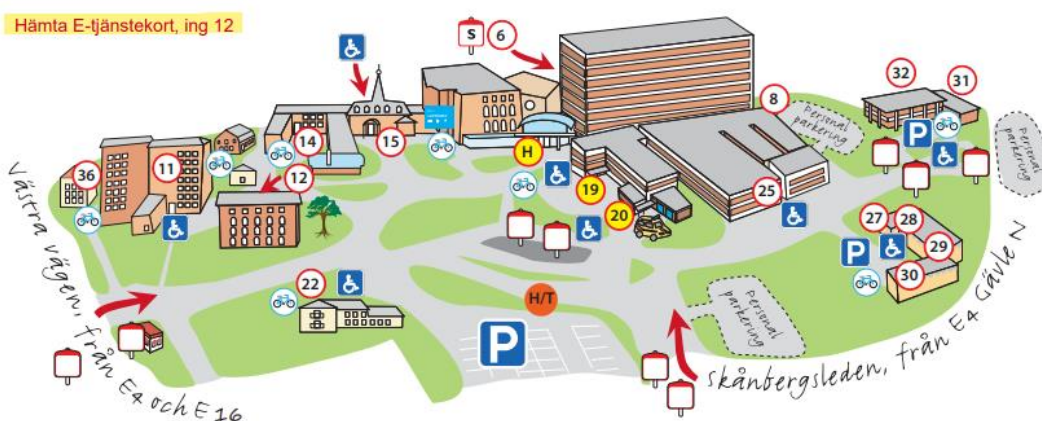 Hämta E-tjänstekort, ing 12
S
6
32
31
8
Personal
parkering
Personal
parkering
14
15
H
P
36
11
12
19
25
20
27
28
29
P
30
22
H/T
Personal
parkering
P
Västra vägen, från E4 och E16
Skånbergsleden, från E4 Gävle N